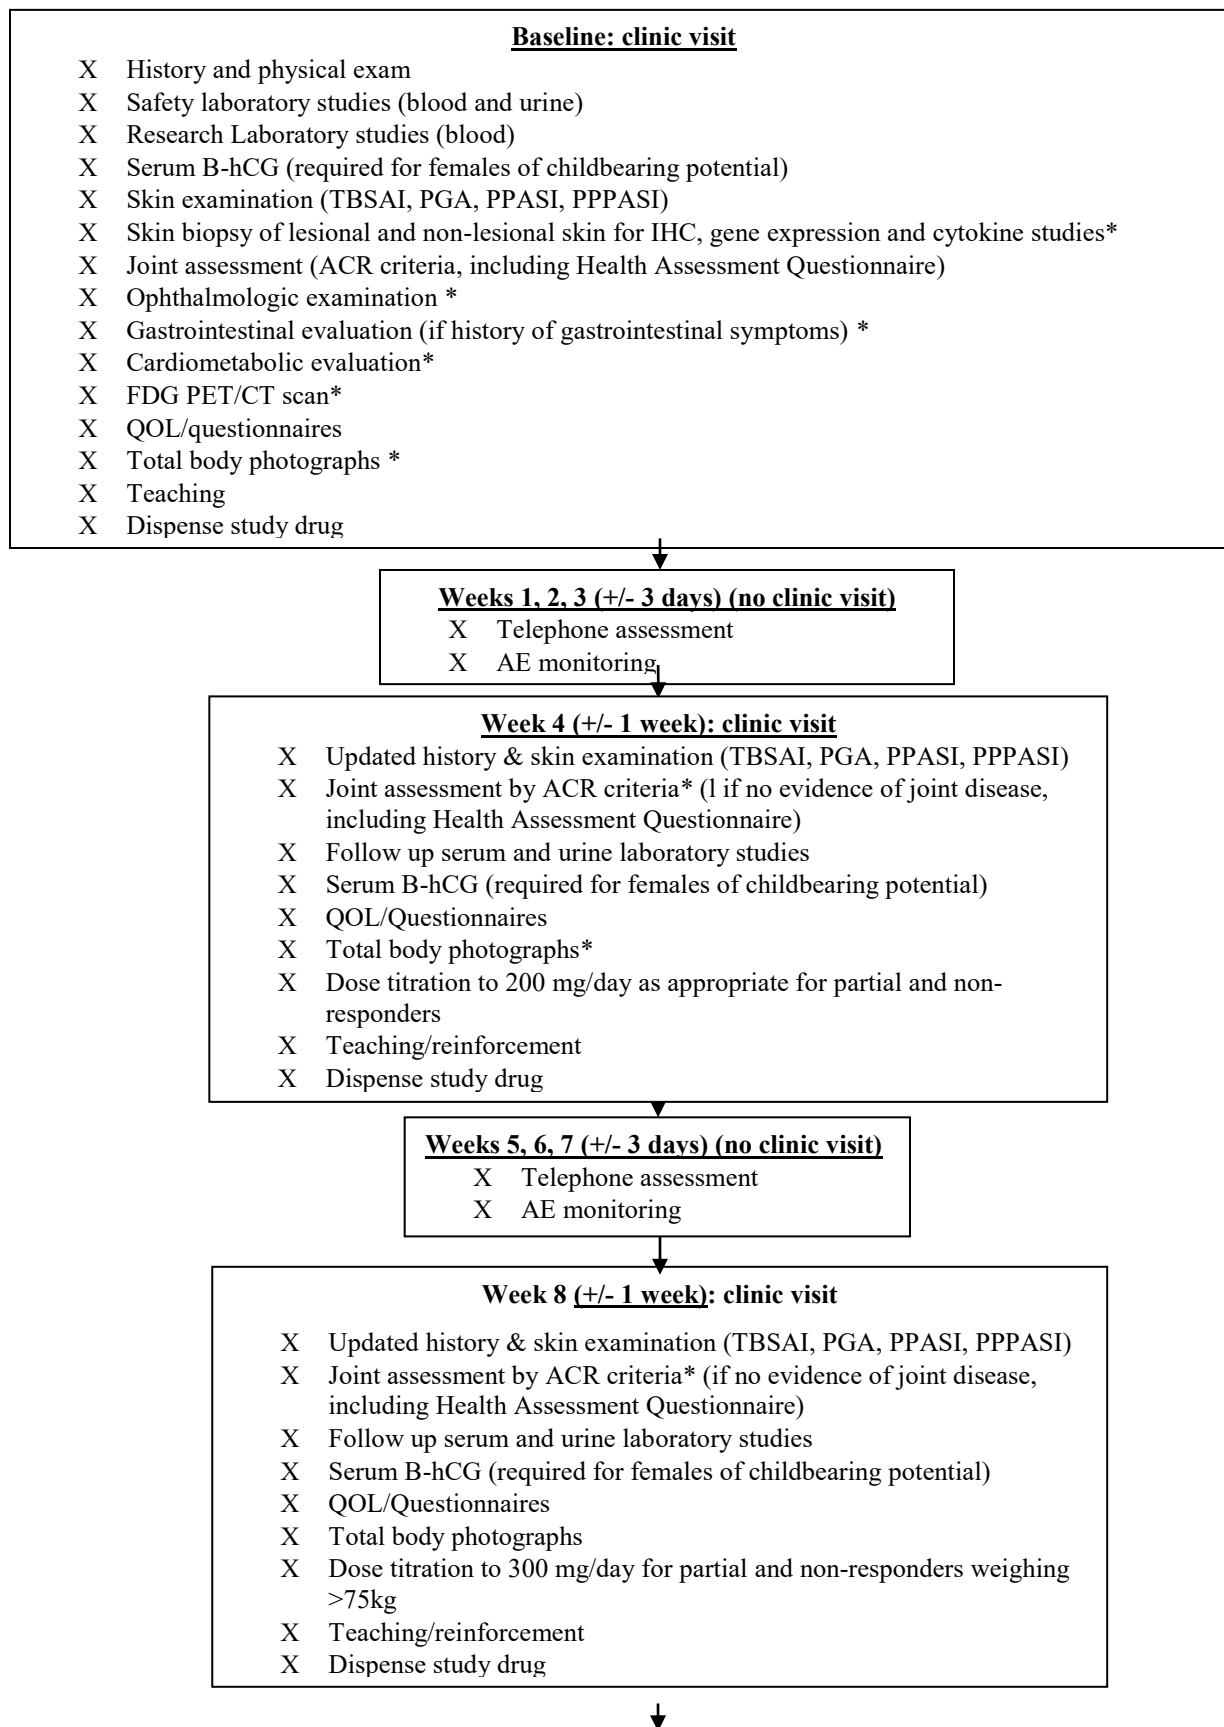 Baseline: clinic visit
X History and physical exam
X Safety laboratory studies (blood and urine)
X Research Laboratory studies (blood)
X Serum B-hCG (required for females of childbearing potential)
X Skin examination (TBSAI, PGA, PPASI, PPPASI)
X Skin biopsy of lesional and non-lesional skin for IHC, gene expression and cytokine studies*
X Joint assessment (ACR criteria, including Health Assessment Questionnaire)
X Ophthalmologic examination *
X Gastrointestinal evaluation (if history of gastrointestinal symptoms) *
X Cardiometabolic evaluation*
X FDG PET/CT scan*
X QOL/questionnaires
X Total body photographs *
X Teaching
X Dispense study drug
Weeks 1, 2, 3 (+/- 3 days) (no clinic visit)
X Telephone assessment
X AE monitoring
Week 4 (+/- 1 week): clinic visit
X Updated history & skin examination (TBSAI, PGA, PPASI, PPPASI)
X Joint assessment by ACR criteria* (l if no evidence of joint disease,
including Health Assessment Questionnaire)
X Follow up serum and urine laboratory studies
X Serum B-hCG (required for females of childbearing potential)
X QOL/Questionnaires
X Total body photographs*
X Dose titration to 200 mg/day as appropriate for partial and non-
responders
X Teaching/reinforcement
X Dispense study drug
Weeks 5, 6, 7 (+/- 3 days) (no clinic visit)
X Telephone assessment
X AE monitoring
Week 8 (+/- 1 week): clinic visit
X Updated history & skin examination (TBSAI, PGA, PPASI, PPPASI)
X Joint assessment by ACR criteria* (if no evidence of joint disease,
including Health Assessment Questionnaire)
X Follow up serum and urine laboratory studies
X Serum B-hCG (required for females of childbearing potential)
X QOL/Questionnaires
X Total body photographs
X Dose titration to 300 mg/day for partial and non-responders weighing
>75kg
X Teaching/reinforcement
X Dispense study drug